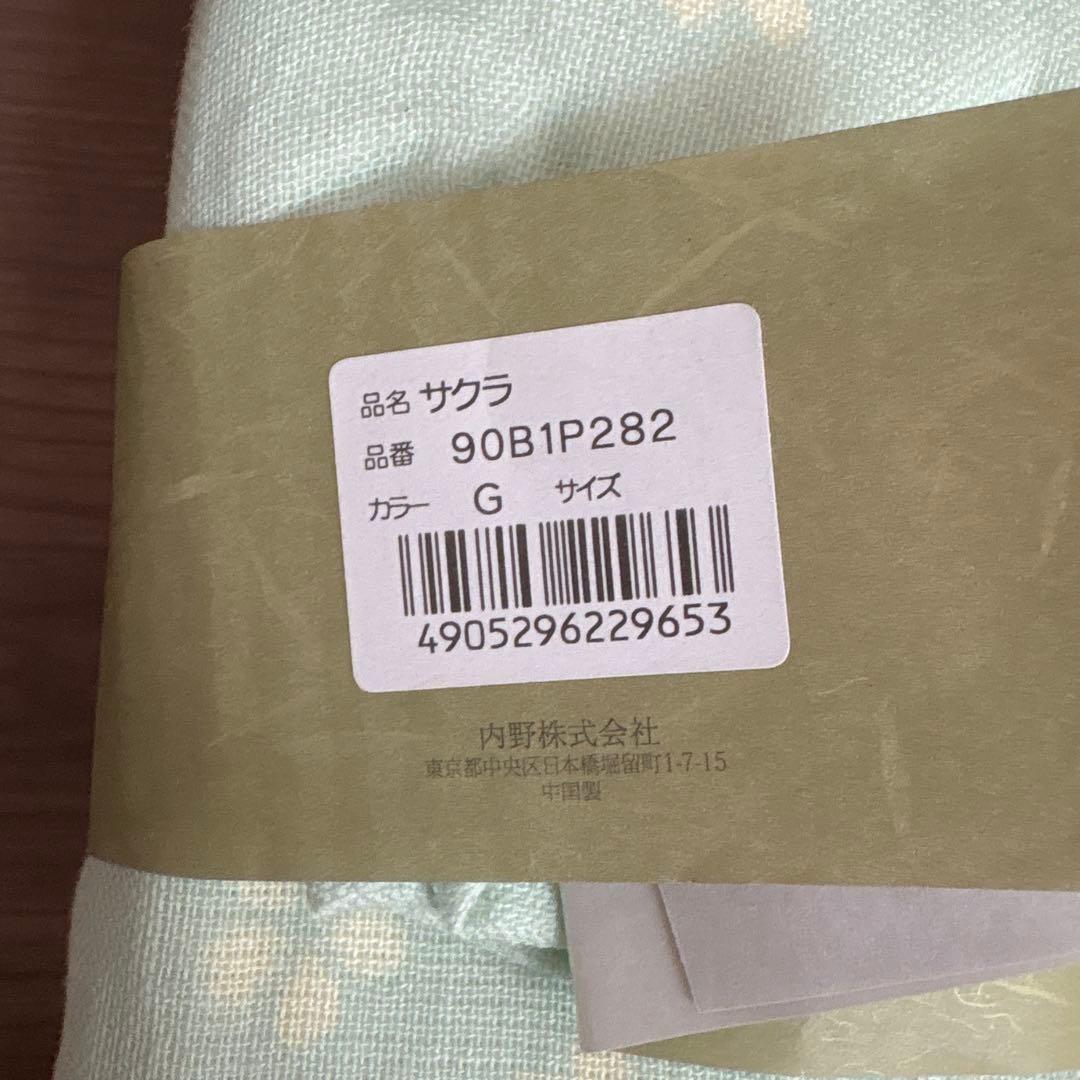 品名 サクラ
品番 90B1P282
カラー G サイズ
4905296229653
内野株式会社
東京都中央区日本橋堀留町1-7-15
中国製